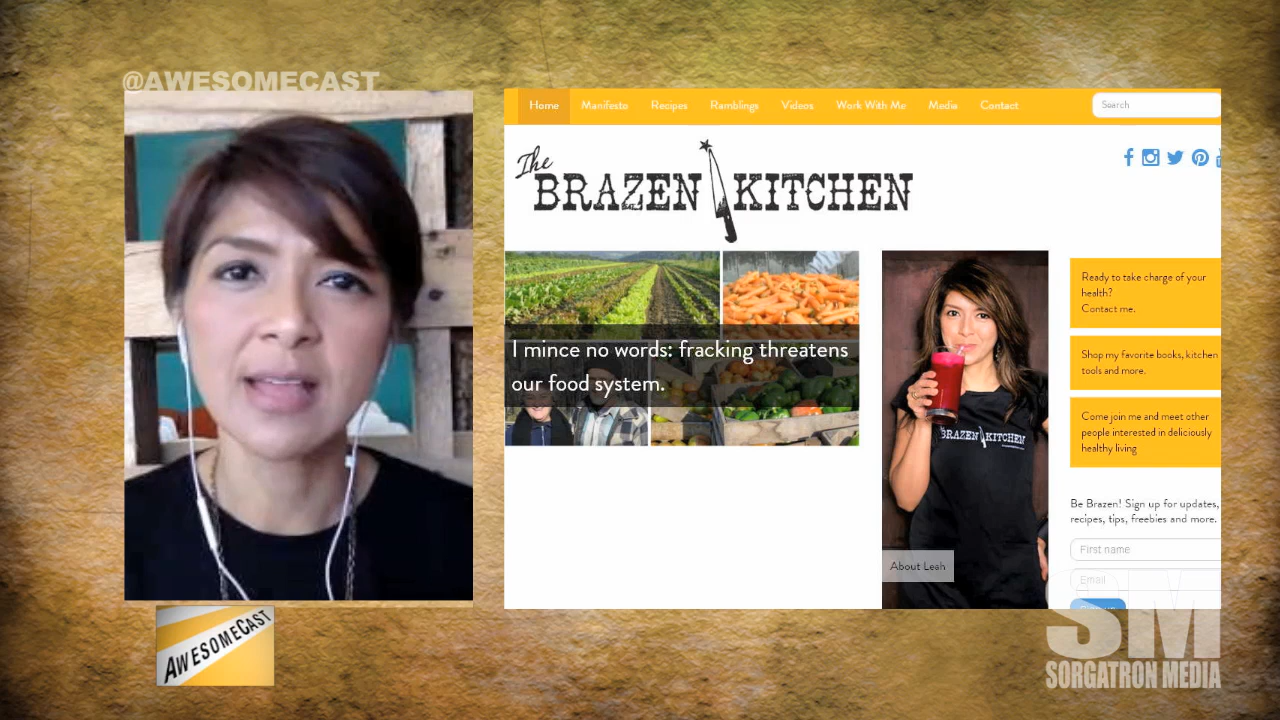 @AWESOMECAST
Home Manifesto Recipes Ramblings Videos Work With Me Media Contact
Search
The
BRAZEN KITCHEN
I mince no words: fracking threatens
our food system.
BRAZEN KITCHEN
About Leah
Ready to take charge of your
health?
Contact me.
Shop my favorite books, kitchen
tools and more.
Come join me and meet other
people interested in deliciously
healthy living
Be Brazen! Sign up for updates,
recipes, tips, freebies and more.
First name
Email
AWESOMECAST
SM
SORGATRON MEDIA